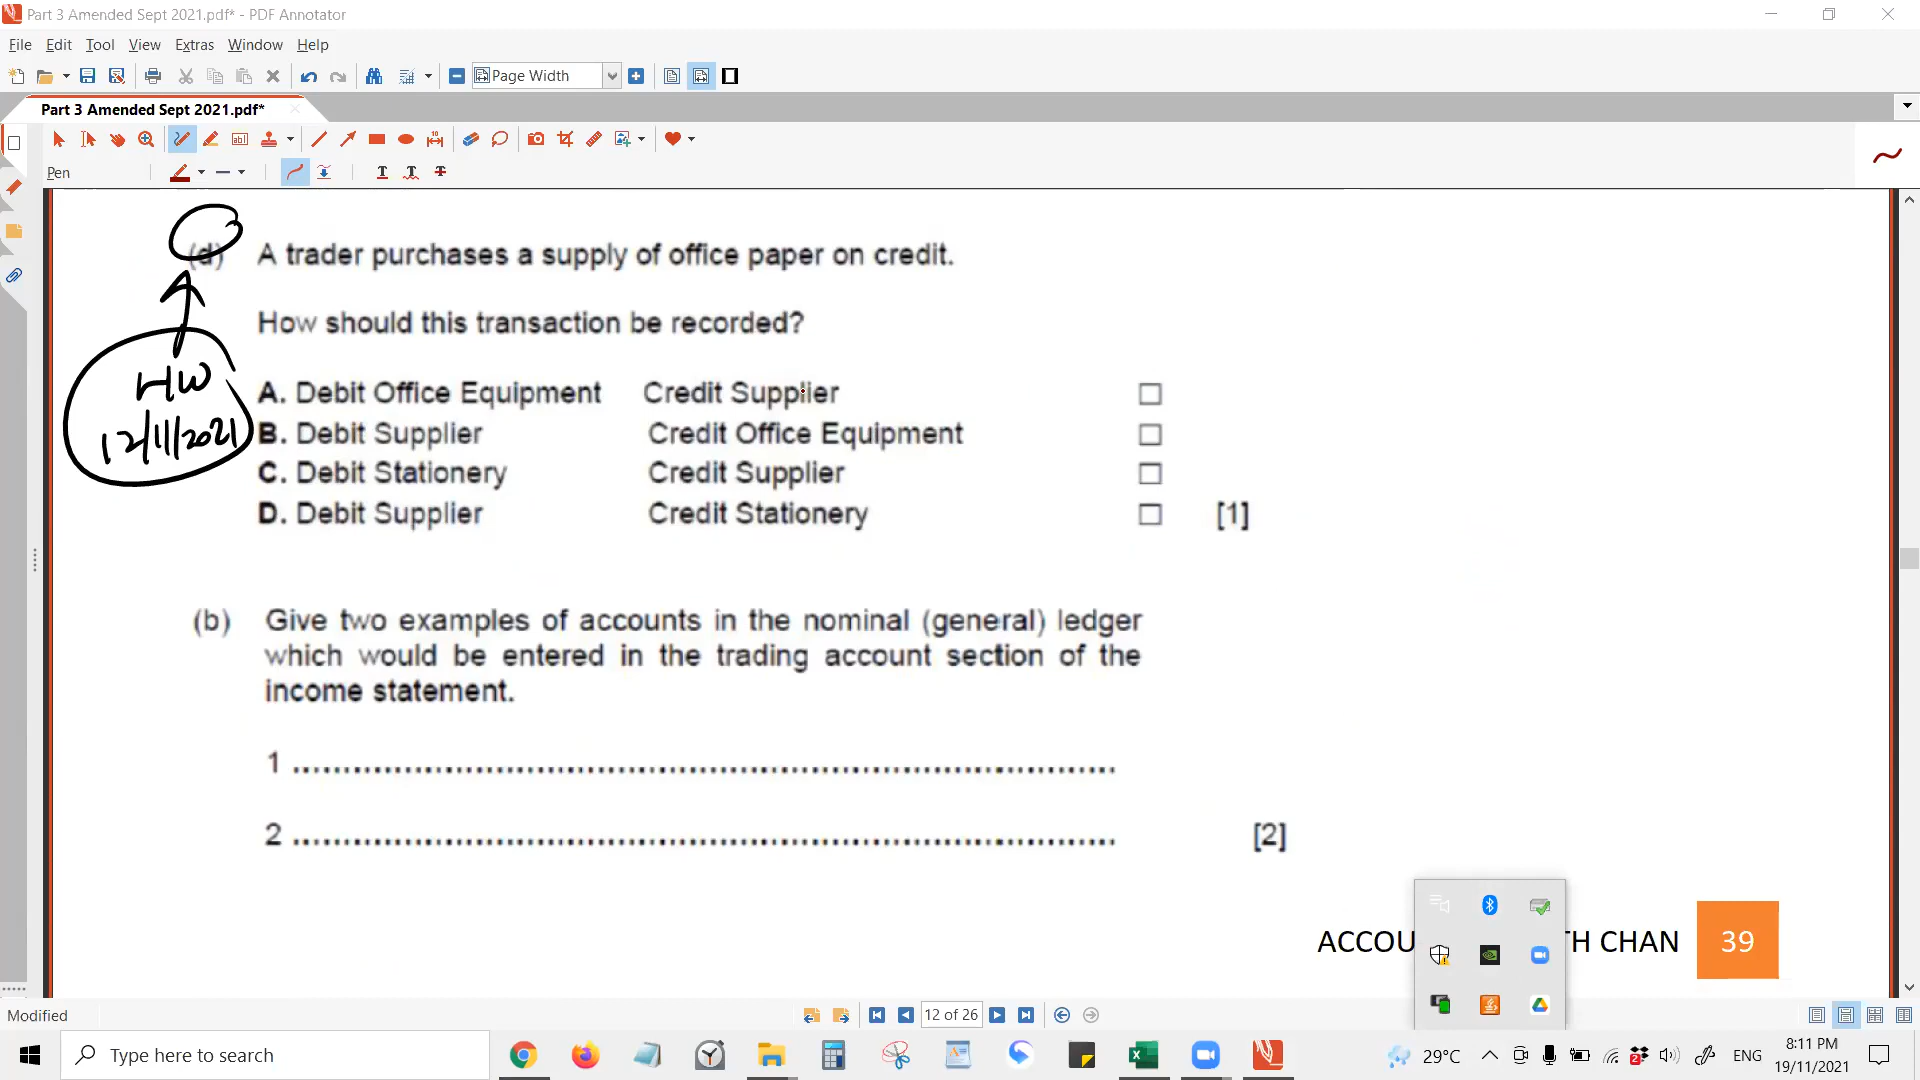 Part 3 Amended Sept 2021.pdf* - PDF Annotator
File Edit Tool View Extras Window Help
Page Width
Part 3 Amended Sept 2021.pdf*
Pen
(d) A trader purchases a supply of office paper on credit.
How should this transaction be recorded?
HW
12/11/2021
A. Debit Office Equipment Credit Supplier
B. Debit Supplier Credit Office Equipment
C. Debit Stationery Credit Supplier
D. Debit Supplier Credit Stationery [1]
(b) Give two examples of accounts in the nominal (general) ledger
which would be entered in the trading account section of the
income statement.
1 ................................................................
2 ................................................................ [2]
ACCOU TH CHAN 39
Modified 12 of 26
Type here to search 29°C ENG 8:11 PM
19/11/2021